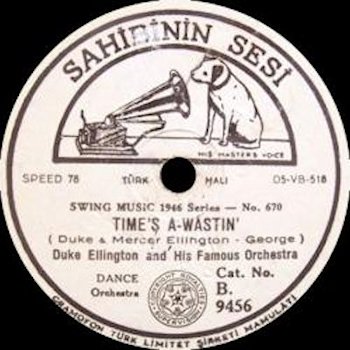 SAHİBİNİN SESİ
HIS MASTER'S VOICE
SPEED 78 TÜRK MALI 05-VB-518
SWING MUSIC 1946 Series — No. 670
TIME'Ş A-WASTIN'
( Duke & Mercer Ellington - George )
Duke Ellington and His Famous Orchestra
DANCE
Orchestra
Cat. No.
B.
9456
GRAMOFON TÜRK LİMİTET ŞİRKETİ MAMULÂTI